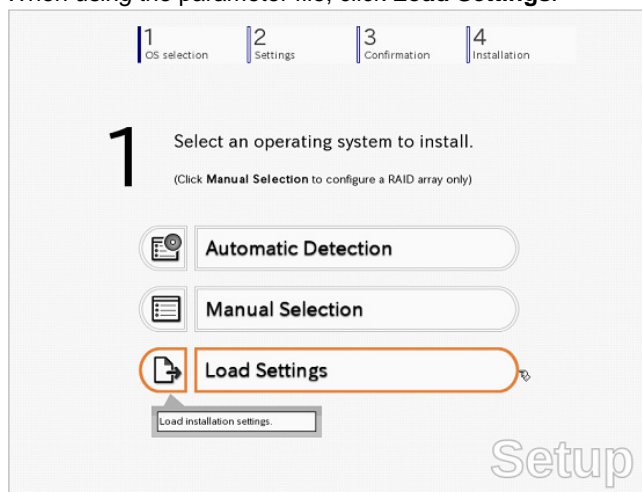 When using the parameter file, click Load Settings.
1 2 3 4
OS selection Settings Confirmation Installation
1 Select an operating system to install.
(Click Manual Selection to configure a RAID array only)
Automatic Detection
Manual Selection
Load Settings
Load installation settings.
Setup